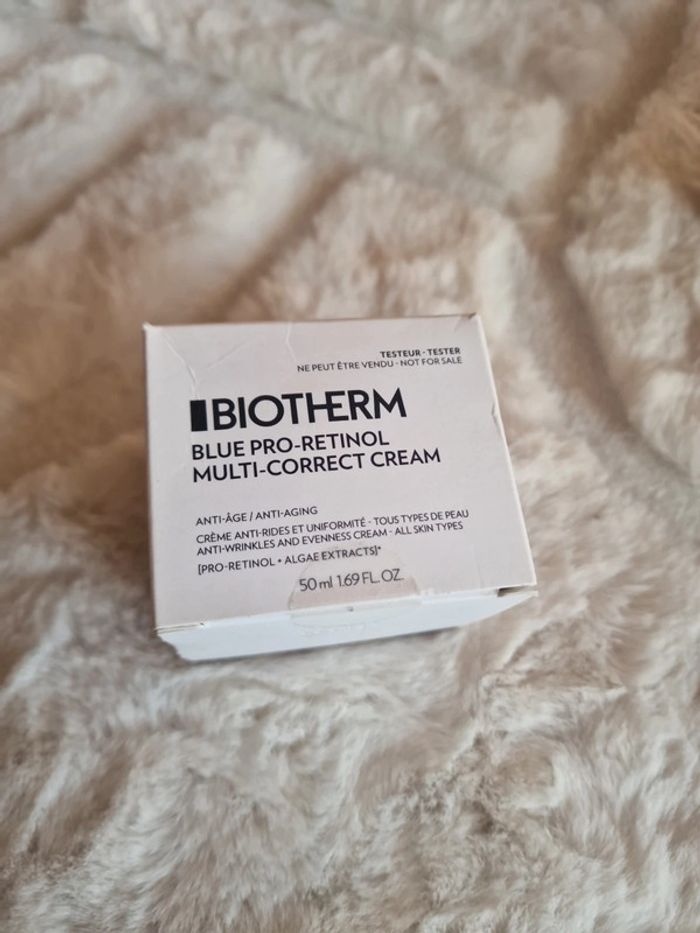 TESTEUR - TESTER
NE PEUT ÊTRE VENDU - NOT FOR SALE
BIOTHERM
BLUE PRO-RETINOL
MULTI-CORRECT CREAM
ANTI-ÂGE / ANTI-AGING
CRÈME ANTI-RIDES ET UNIFORMITÉ - TOUS TYPES DE PEAU
ANTI-WRINKLES AND EVENNESS CREAM - ALL SKIN TYPES
[PRO-RETINOL + ALGAE EXTRACTS]*
50 ml 1.69 FL. OZ.